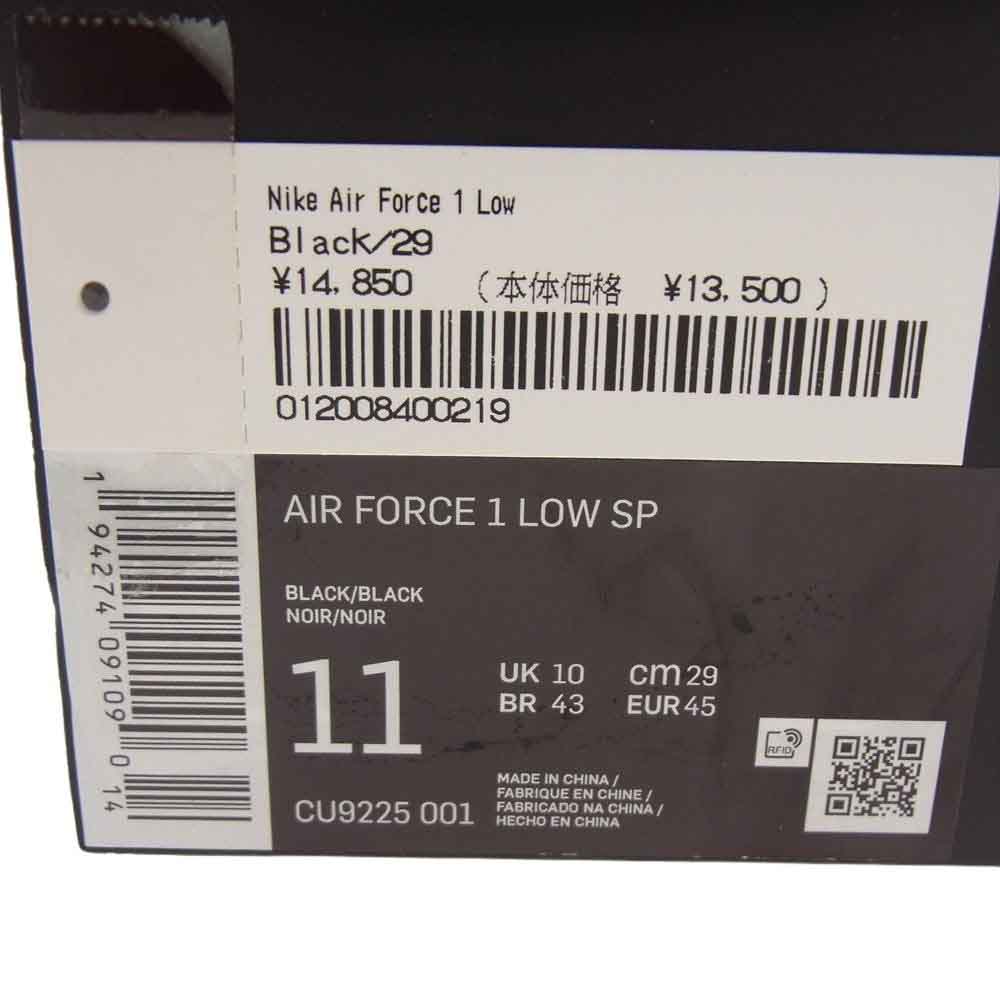 Nike Air Force 1 Low
Black/29
¥14,850 (本体価格 ¥13,500)
012008400219
1 94274 09109 0 14
AIR FORCE 1 LOW SP
BLACK/BLACK
NOIR/NOIR
11
UK 10 cm 29
BR 43 EUR 45
RFID
CU9225 001
MADE IN CHINA /
FABRIQUE EN CHINE /
FABRICADO NA CHINA /
HECHO EN CHINA